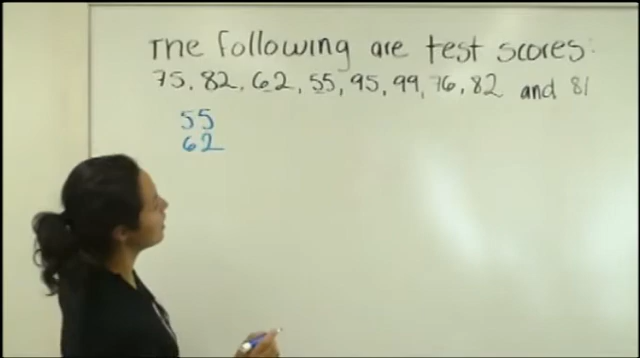 The following are test scores:
75, 82, 62, 55, 95, 99, 76, 82 and 81
55
62